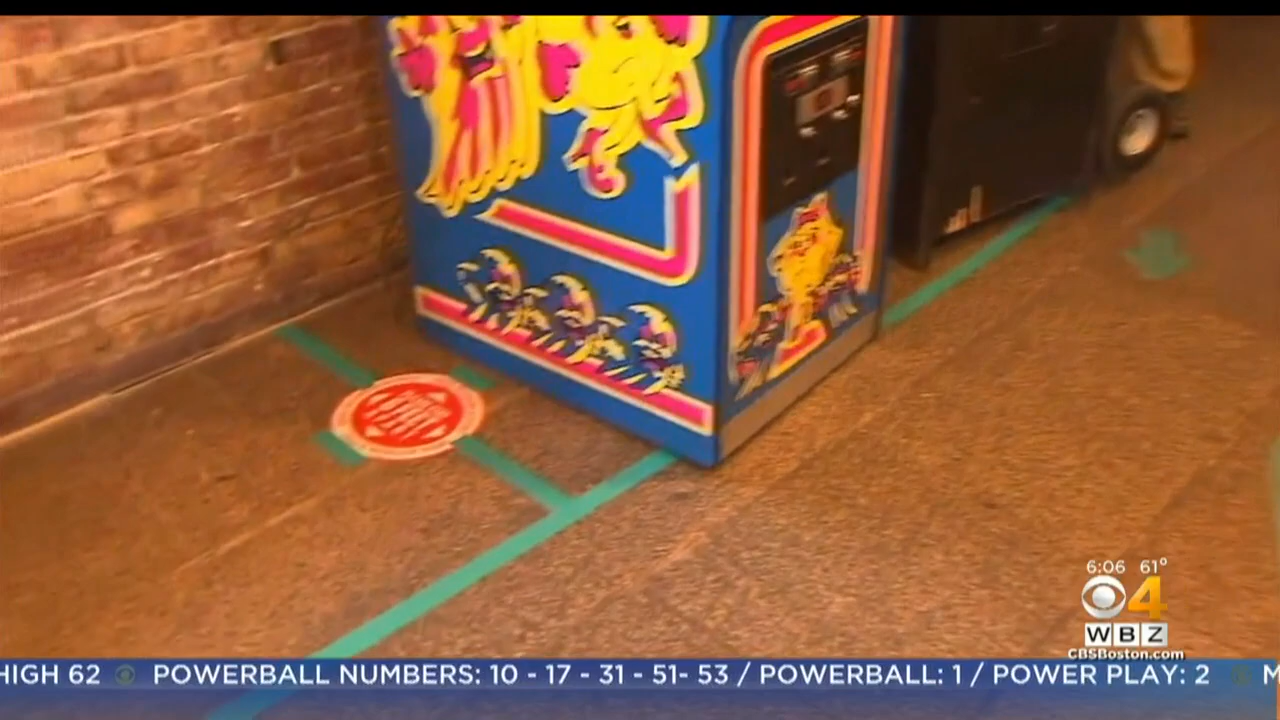 6:06 61°
4
WBZ
CBSBoston.com
HIGH 62 POWERBALL NUMBERS: 10 - 17 - 31 - 51- 53 / POWERBALL: 1 / POWER PLAY: 2 M